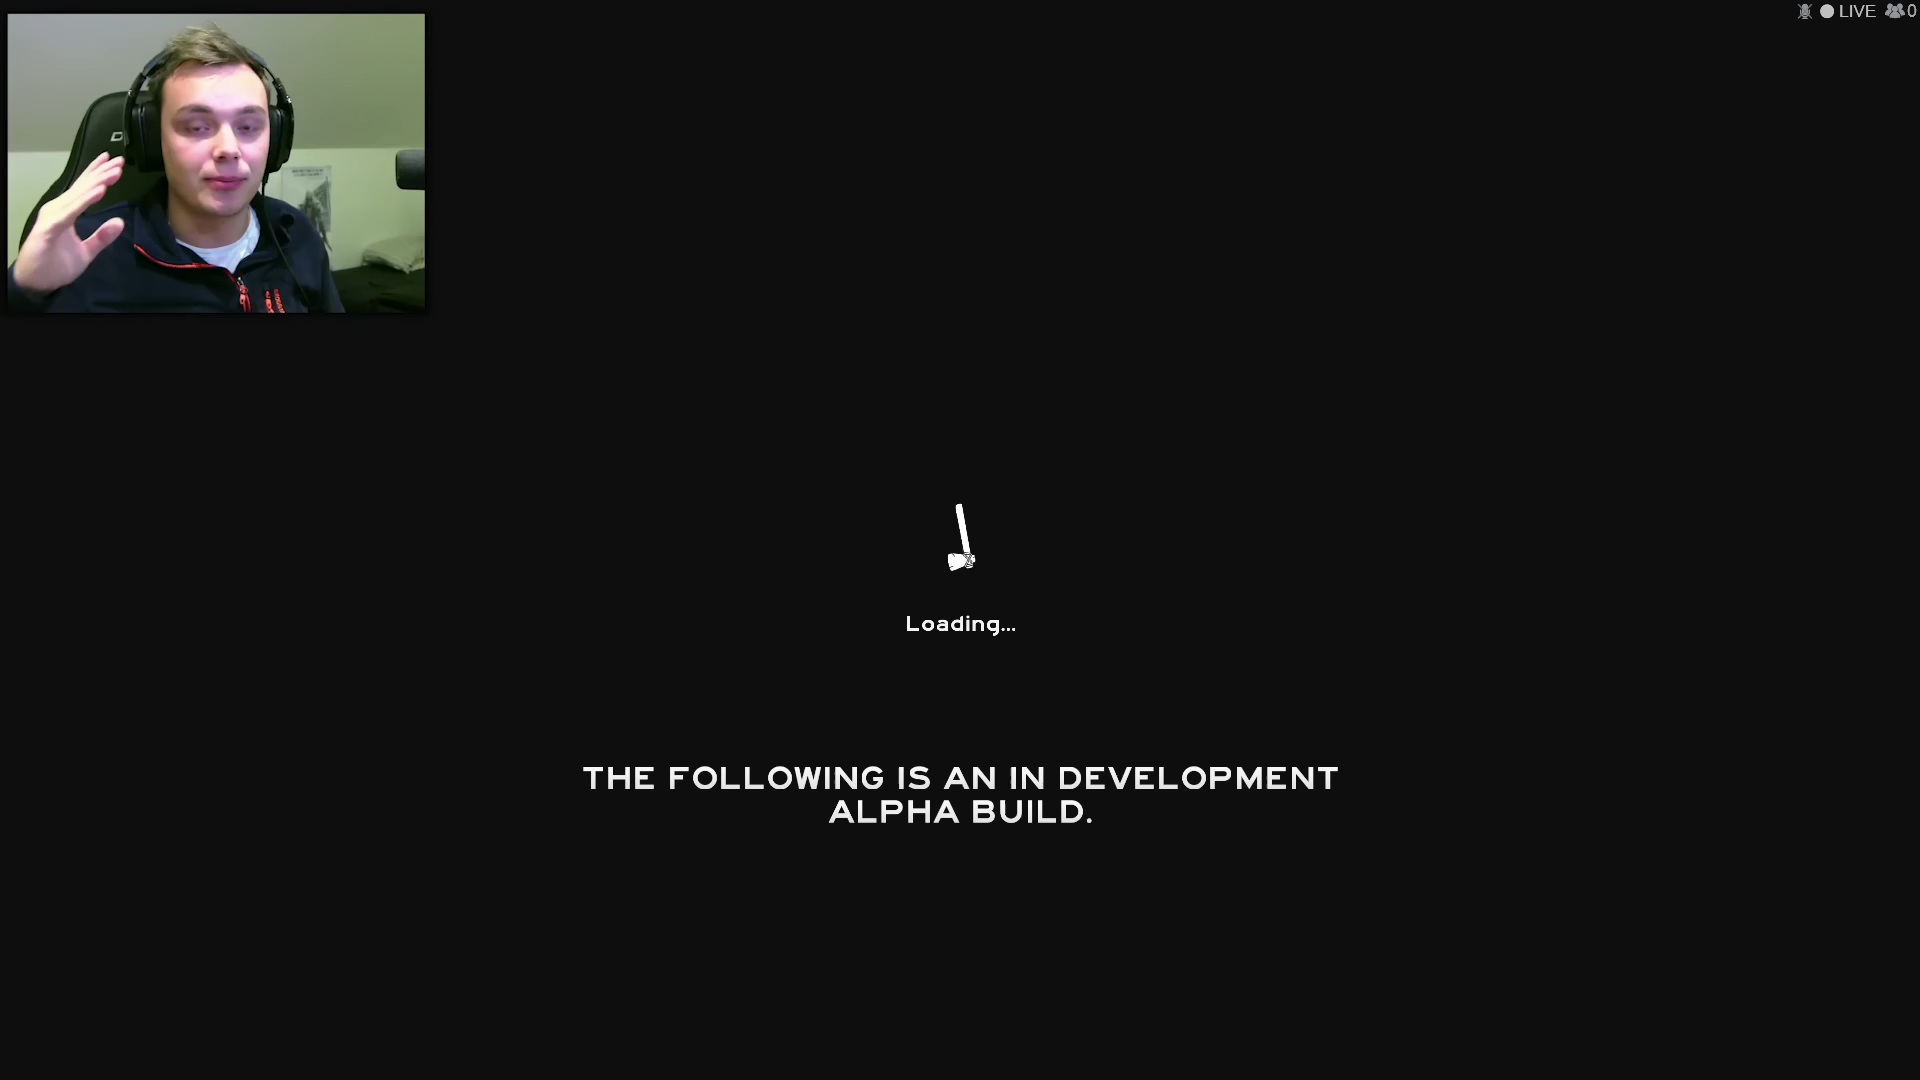 LIVE 0
Loading...
THE FOLLOWING IS AN IN DEVELOPMENT
ALPHA BUILD.